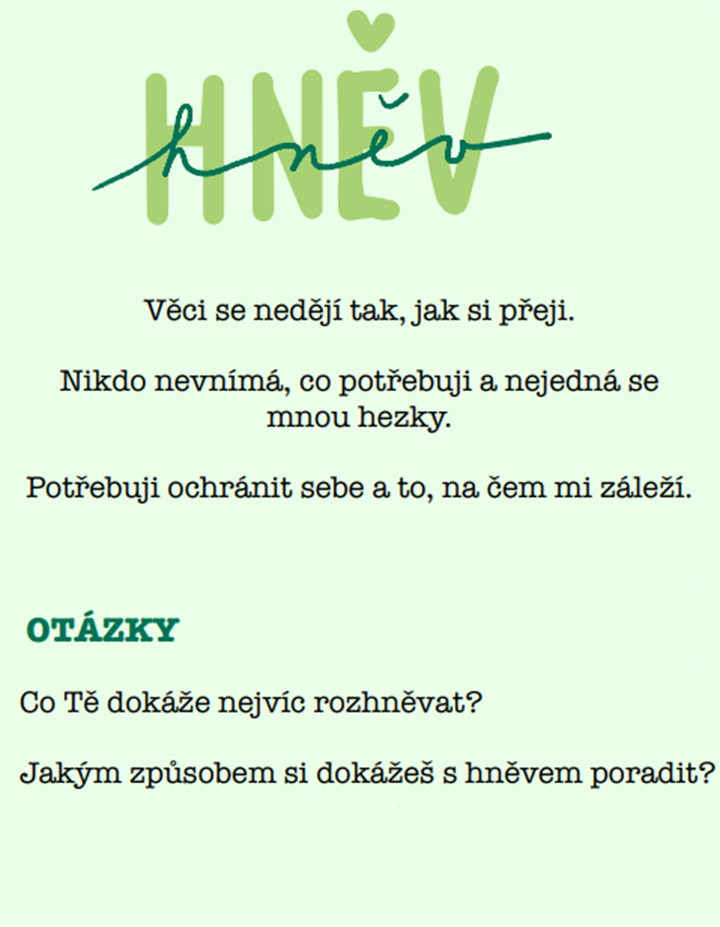 HNĚV
hněv
Věci se nedějí tak, jak si přeji.
Nikdo nevnímá, co potřebuji a nejedná se
mnou hezky.
Potřebuji ochránit sebe a to, na čem mi záleží.
OTÁZKY
Co Tě dokáže nejvíc rozhněvat?
Jakým způsobem si dokážeš s hněvem poradit?